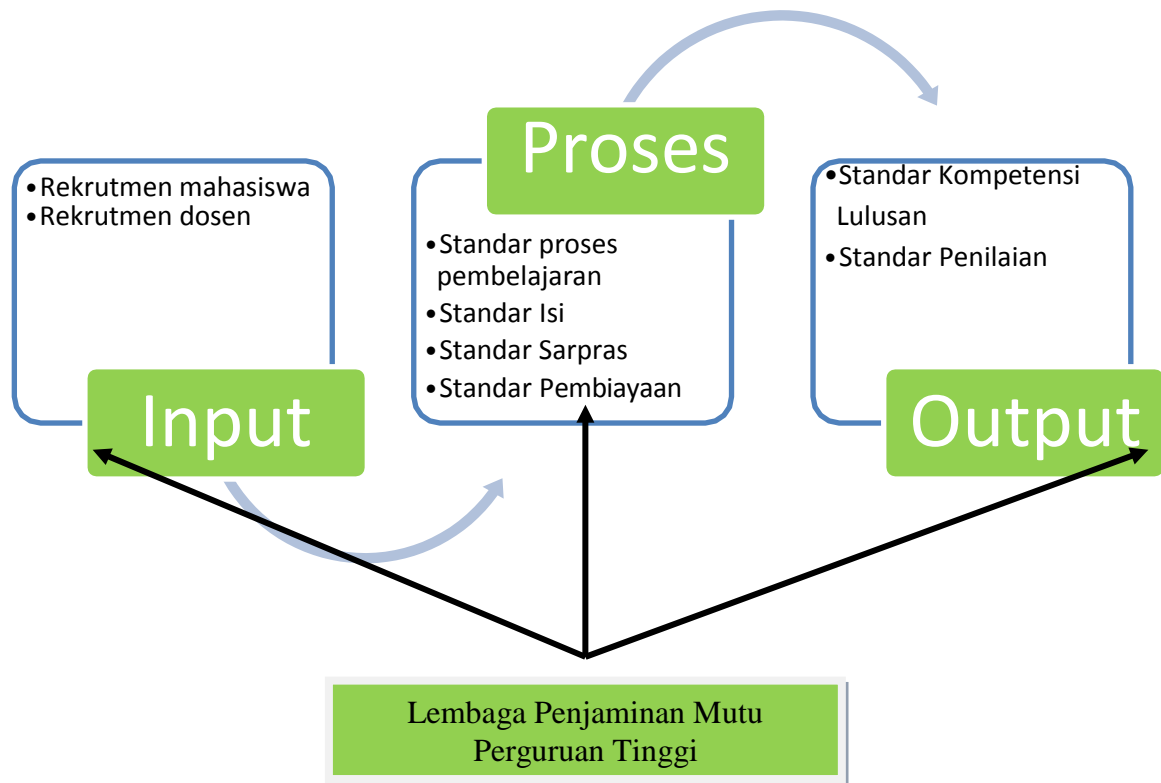 •Rekrutmen mahasiswa
•Rekrutmen dosen
Input
Proses
•Standar proses
pembelajaran
•Standar Isi
•Standar Sarpras
•Standar Pembiayaan
•Standar Kompetensi
Lulusan
•Standar Penilaian
Output
Lembaga Penjaminan Mutu
Perguruan Tinggi